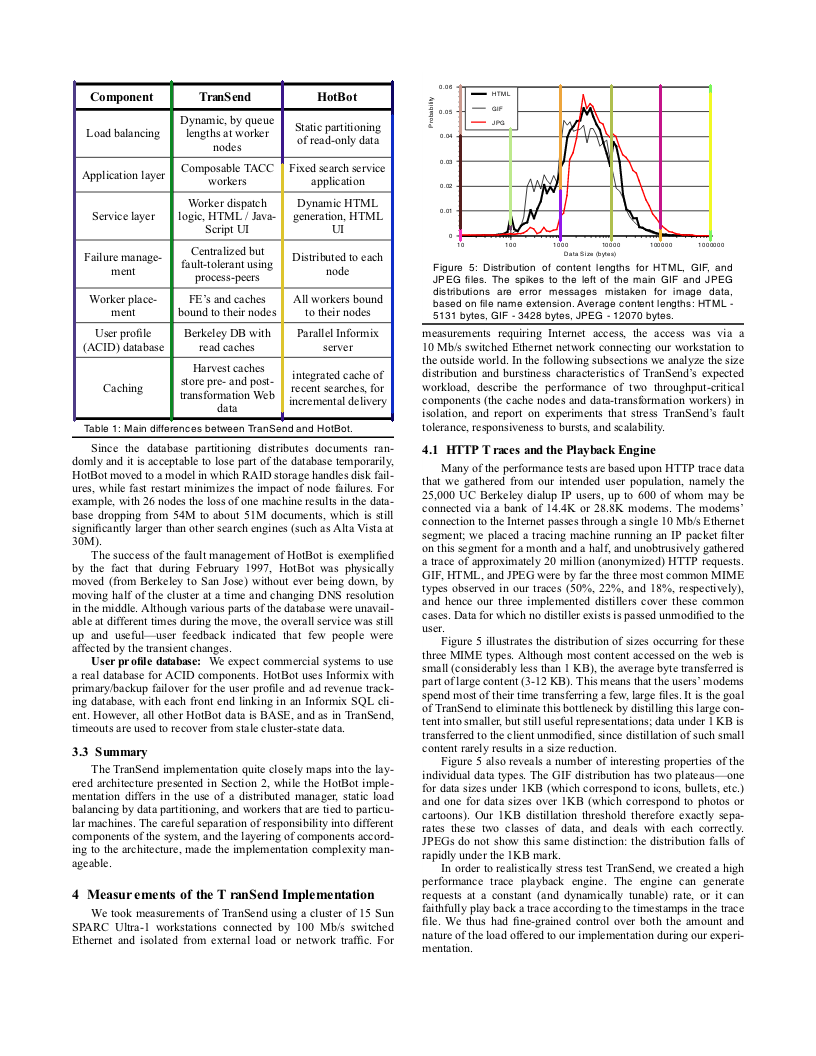 Component TranSend HotBot
Load balancing
Dynamic, by queue
lengths at worker
nodes
Static partitioning
of read-only data
Application layer
Composable TACC
workers
Fixed search service
application
Service layer
Worker dispatch
logic, HTML / Java-
Script UI
Dynamic HTML
generation, HTML
UI
Failure manage-
ment
Centralized but
fault-tolerant using
process-peers
Distributed to each
node
Worker place-
ment
FE's and caches
bound to their nodes
All workers bound
to their nodes
User profile
(ACID) database
Berkeley DB with
read caches
Parallel Informix
server
Caching
Harvest caches
store pre- and post-
transformation Web
data
integrated cache of
recent searches, for
incremental delivery
Table 1: Main differences between TranSend and HotBot.
Since the database partitioning distributes documents ran-
domly and it is acceptable to lose part of the database temporarily,
HotBot moved to a model in which RAID storage handles disk fail-
ures, while fast restart minimizes the impact of node failures. For
example, with 26 nodes the loss of one machine results in the data-
base dropping from 54M to about 51M documents, which is still
significantly larger than other search engines (such as Alta Vista at
30M).
The success of the fault management of HotBot is exemplified
by the fact that during February 1997, HotBot was physically
moved (from Berkeley to San Jose) without ever being down, by
moving half of the cluster at a time and changing DNS resolution
in the middle. Although various parts of the database were unavail-
able at different times during the move, the overall service was still
up and useful—user feedback indicated that few people were
affected by the transient changes.
User profile database: We expect commercial systems to use
a real database for ACID components. HotBot uses Informix with
primary/backup failover for the user profile and ad revenue track-
ing database, with each front end linking in an Informix SQL cli-
ent. However, all other HotBot data is BASE, and as in TranSend,
timeouts are used to recover from stale cluster-state data.
3.3 Summary
The TranSend implementation quite closely maps into the lay-
ered architecture presented in Section 2, while the HotBot imple-
mentation differs in the use of a distributed manager, static load
balancing by data partitioning, and workers that are tied to particu-
lar machines. The careful separation of responsibility into different
components of the system, and the layering of components accord-
ing to the architecture, made the implementation complexity man-
ageable.
4 Measurements of the TranSend Implementation
We took measurements of TranSend using a cluster of 15 Sun
SPARC Ultra-1 workstations connected by 100 Mb/s switched
Ethernet and isolated from external load or network traffic. For
Probability
0.06
0.05
0.04
0.03
0.02
0.01
0
HTML
GIF
JPG
10 100 1000 10000 100000 1000000
Data Size (bytes)
Figure 5: Distribution of content lengths for HTML, GIF, and
JPEG files. The spikes to the left of the main GIF and JPEG
distributions are error messages mistaken for image data,
based on file name extension. Average content lengths: HTML -
5131 bytes, GIF - 3428 bytes, JPEG - 12070 bytes.
measurements requiring Internet access, the access was via a
10 Mb/s switched Ethernet network connecting our workstation to
the outside world. In the following subsections we analyze the size
distribution and burstiness characteristics of TranSend's expected
workload, describe the performance of two throughput-critical
components (the cache nodes and data-transformation workers) in
isolation, and report on experiments that stress TranSend's fault
tolerance, responsiveness to bursts, and scalability.
4.1 HTTP Traces and the Playback Engine
Many of the performance tests are based upon HTTP trace data
that we gathered from our intended user population, namely the
25,000 UC Berkeley dialup IP users, up to 600 of whom may be
connected via a bank of 14.4K or 28.8K modems. The modems'
connection to the Internet passes through a single 10 Mb/s Ethernet
segment; we placed a tracing machine running an IP packet filter
on this segment for a month and a half, and unobtrusively gathered
a trace of approximately 20 million (anonymized) HTTP requests.
GIF, HTML, and JPEG were by far the three most common MIME
types observed in our traces (50%, 22%, and 18%, respectively),
and hence our three implemented distillers cover these common
cases. Data for which no distiller exists is passed unmodified to the
user.
Figure 5 illustrates the distribution of sizes occurring for these
three MIME types. Although most content accessed on the web is
small (considerably less than 1 KB), the average byte transferred is
part of large content (3-12 KB). This means that the users' modems
spend most of their time transferring a few, large files. It is the goal
of TranSend to eliminate this bottleneck by distilling this large con-
tent into smaller, but still useful representations; data under 1 KB is
transferred to the client unmodified, since distillation of such small
content rarely results in a size reduction.
Figure 5 also reveals a number of interesting properties of the
individual data types. The GIF distribution has two plateaus—one
for data sizes under 1KB (which correspond to icons, bullets, etc.)
and one for data sizes over 1KB (which correspond to photos or
cartoons). Our 1KB distillation threshold therefore exactly sepa-
rates these two classes of data, and deals with each correctly.
JPEGs do not show this same distinction: the distribution falls of
rapidly under the 1KB mark.
In order to realistically stress test TranSend, we created a high
performance trace playback engine. The engine can generate
requests at a constant (and dynamically tunable) rate, or it can
faithfully play back a trace according to the timestamps in the trace
file. We thus had fine-grained control over both the amount and
nature of the load offered to our implementation during our experi-
mentation.